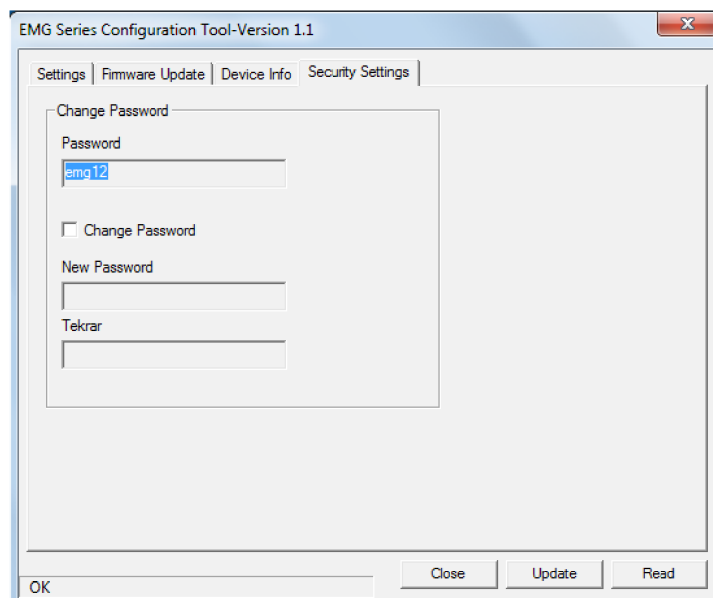 EMG Series Configuration Tool-Version 1.1
Settings Firmware Update Device Info Security Settings
Change Password
Password
emg12
Change Password
New Password
Tekrar
Close Update Read
OK